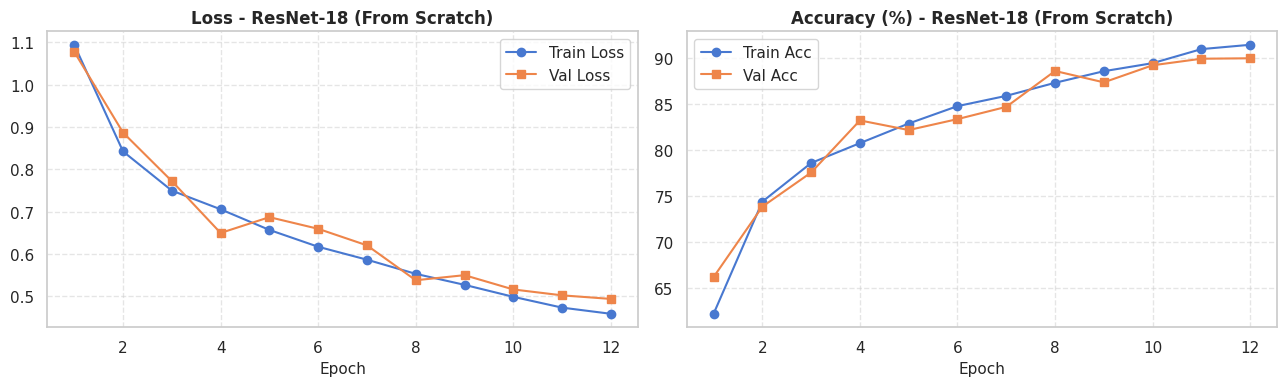 Loss - ResNet-18 (From Scratch)
1.1
1.0
0.9
0.8
0.7
0.6
0.5
Train Loss
Val Loss
2 4 6 8 10 12
Epoch
Accuracy (%) - ResNet-18 (From Scratch)
90
85
80
75
70
65
Train Acc
Val Acc
2 4 6 8 10 12
Epoch